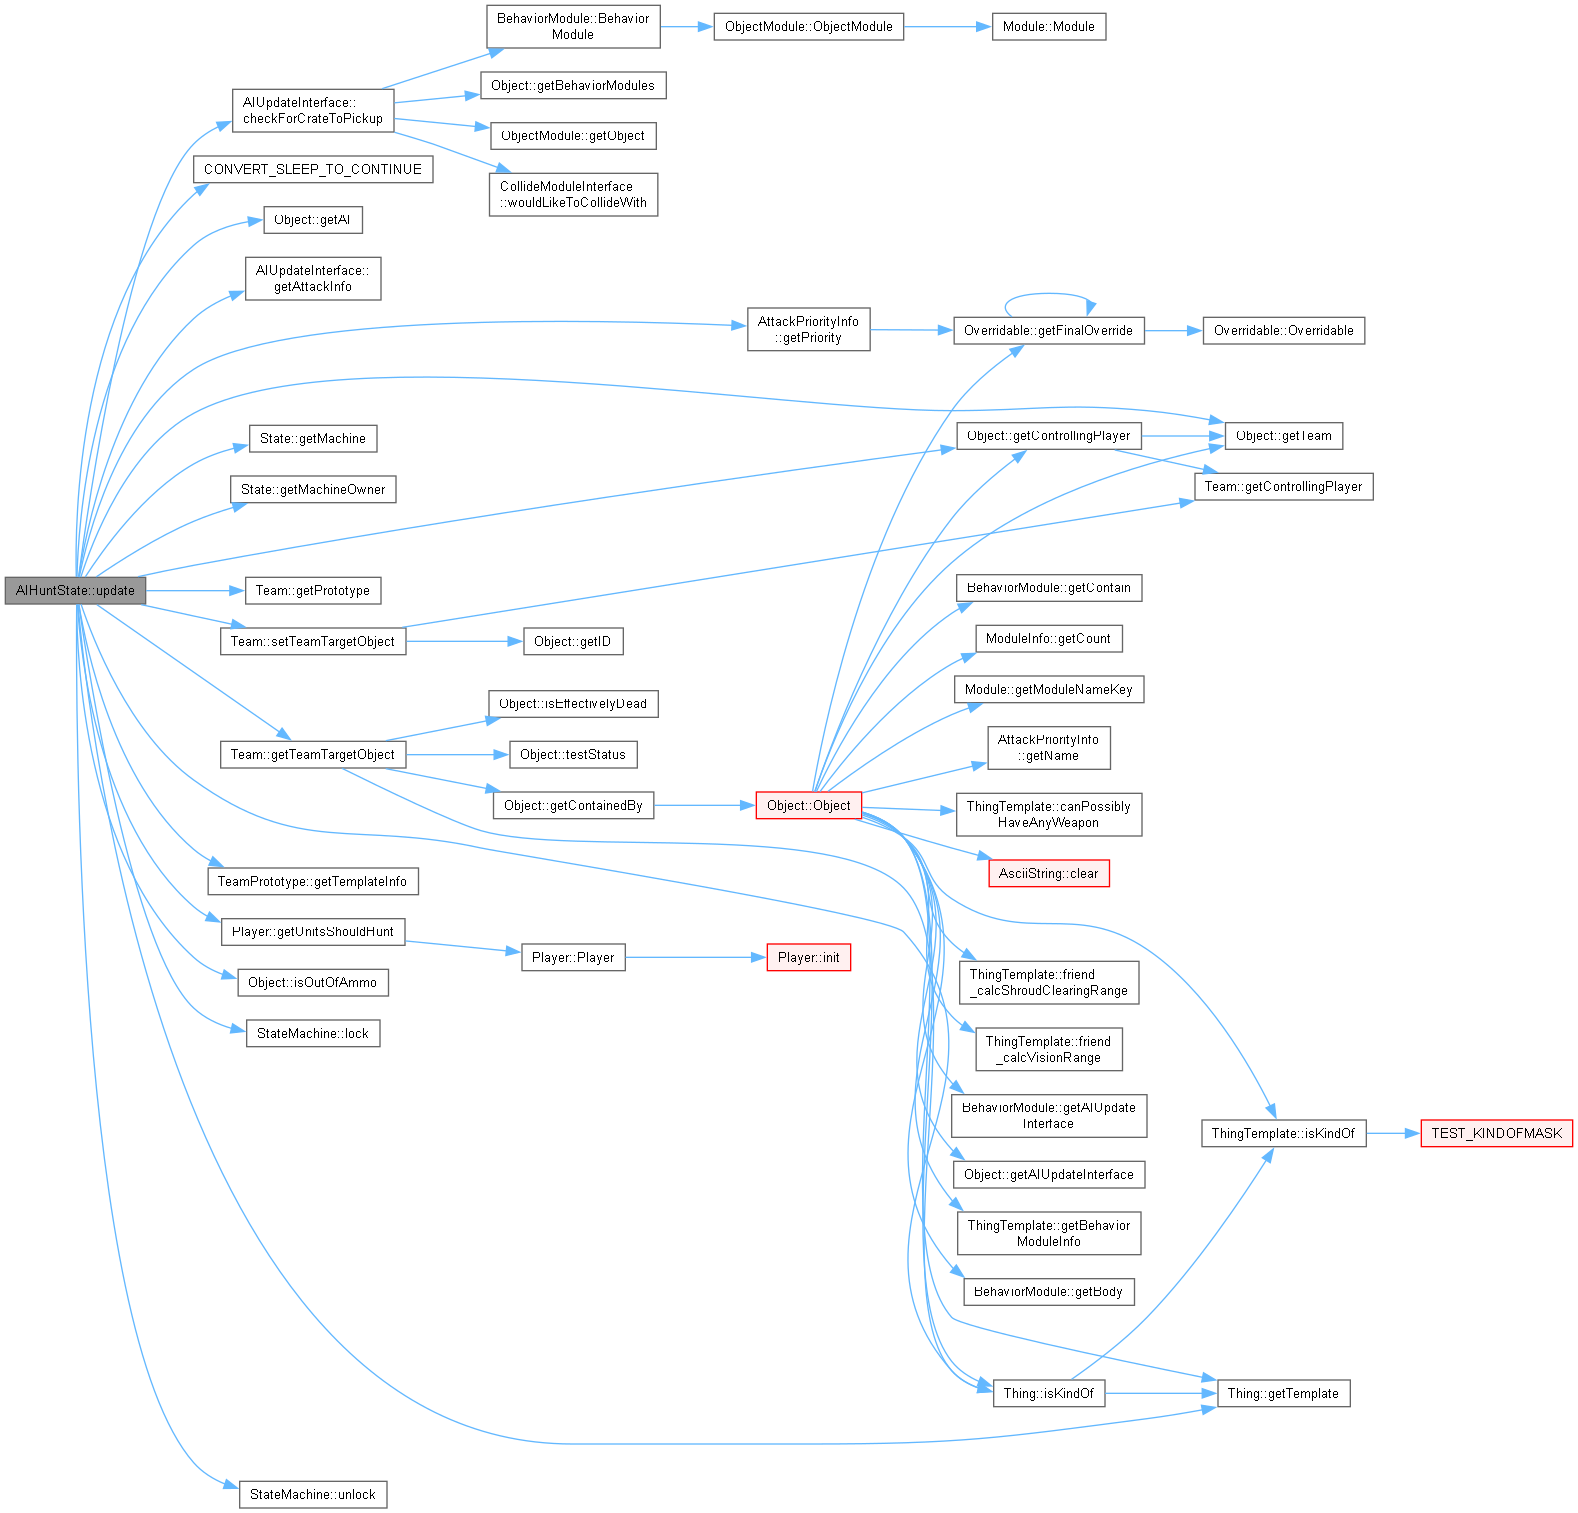 BehaviorModule::Behavior
Module
ObjectModule::ObjectModule
Module::Module
Object::getBehaviorModules
AIUpdateInterface::
checkForCrateToPickup
ObjectModule::getObject
CONVERT_SLEEP_TO_CONTINUE
CollideModuleInterface
::wouldLikeToCollideWith
Object::getAI
AIUpdateInterface::
getAttackInfo
AttackPriorityInfo
::getPriority
Overridable::getFinalOverride
Overridable::Overridable
State::getMachine
Object::getControllingPlayer
Object::getTeam
State::getMachineOwner
Team::getControllingPlayer
AIHuntState::update
Team::getPrototype
BehaviorModule::getContain
Team::setTeamTargetObject
Object::getID
ModuleInfo::getCount
Module::getModuleNameKey
Object::isEffectivelyDead
Team::getTeamTargetObject
Object::testStatus
AttackPriorityInfo
::getName
Object::getContainedBy
Object::Object
ThingTemplate::canPossibly
HaveAnyWeapon
TeamPrototype::getTemplateInfo
AsciiString::clear
Player::getUnitsShouldHunt
Player::Player
Player::init
Object::isOutOfAmmo
ThingTemplate::friend
_calcShroudClearingRange
StateMachine::lock
ThingTemplate::friend
_calcVisionRange
BehaviorModule::getAIUpdate
Interface
ThingTemplate::isKindOf
TEST_KINDOFMASK
Object::getAIUpdateInterface
ThingTemplate::getBehavior
ModuleInfo
BehaviorModule::getBody
Thing::isKindOf
Thing::getTemplate
StateMachine::unlock